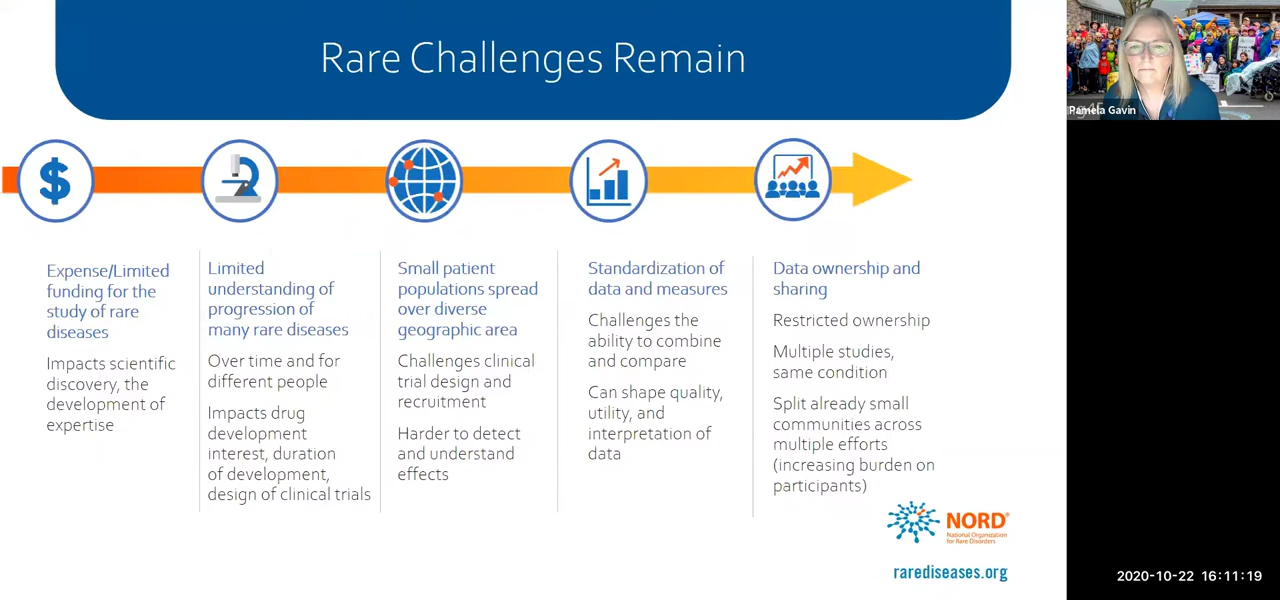 Rare Challenges Remain
Pamela Gavin
$
Expense/Limited
funding for the
study of rare
diseases
Impacts scientific
discovery, the
development of
expertise
Limited
understanding of
progression of
many rare diseases
Over time and for
different people
Impacts drug
development
interest, duration
of development,
design of clinical trials
Small patient
populations spread
over diverse
geographic area
Challenges clinical
trial design and
recruitment
Harder to detect
and understand
effects
Standardization of
data and measures
Challenges the
ability to combine
and compare
Can shape quality,
utility, and
interpretation of
data
Data ownership and
sharing
Restricted ownership
Multiple studies,
same condition
Split already small
communities across
multiple efforts
(increasing burden on
participants)
NORD®
National Organization
for Rare Disorders
rarediseases.org
2020-10-22 16:11:19